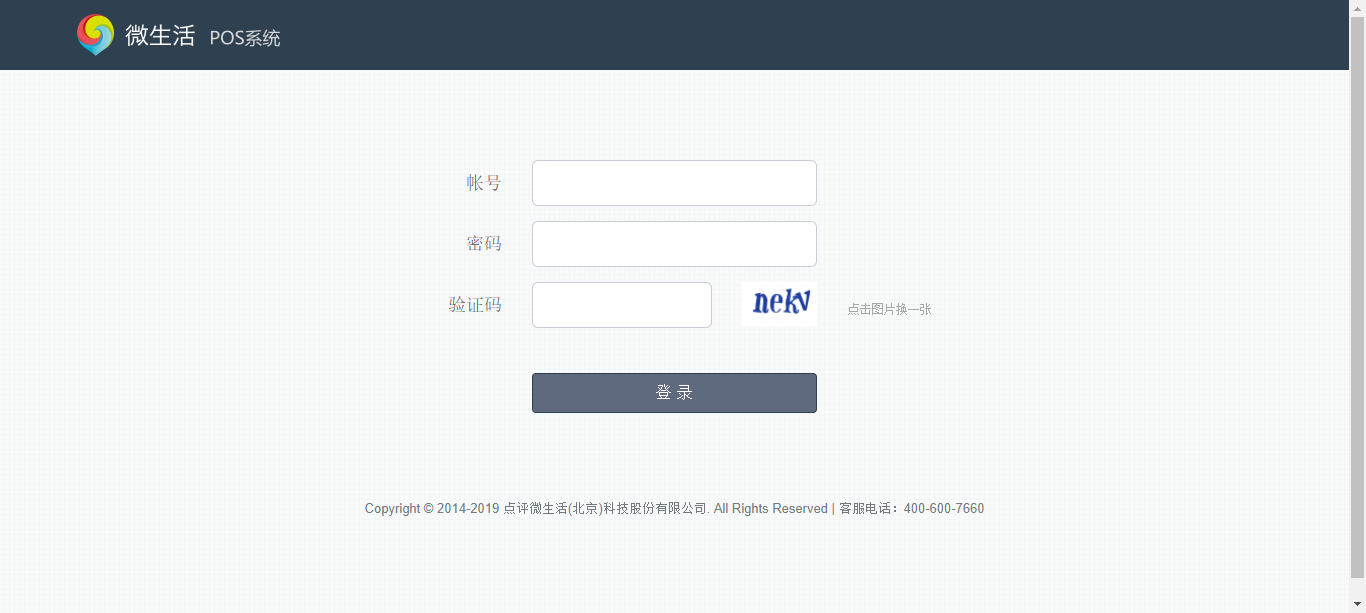 微生活 POS系统
帐号
密码
验证码 nekv 点击图片换一张
登 录
Copyright © 2014-2019 点评微生活(北京)科技股份有限公司. All Rights Reserved | 客服电话：400-600-7660